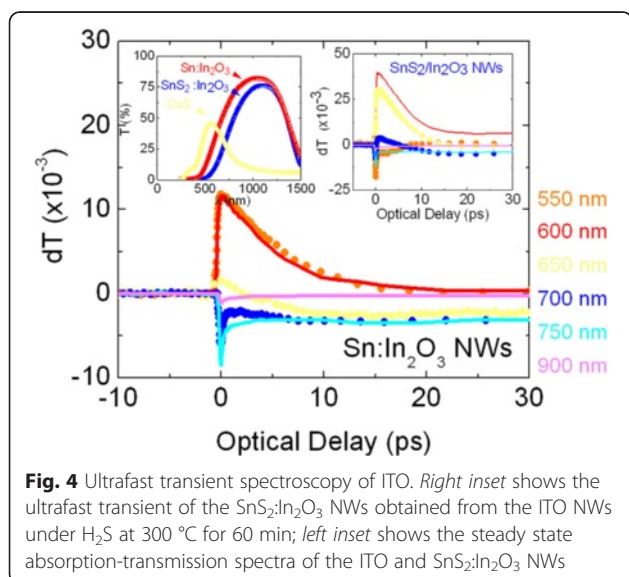 30
20
10
0
-10
dT (x10⁻³)
-10
0
10
20
30
Optical Delay (ps)
Sn:In₂O₃ NWs
100
75
50
25
0
T (%)
Sn:In₂O₃
SnS₂:In₂O₃
CuS
0
500
1000
1500
λ (nm)
SnS₂/In₂O₃ NWs
50
25
0
-25
dT (x10⁻³)
0
10
20
30
Optical Delay (ps)
550 nm
600 nm
650 nm
700 nm
750 nm
900 nm
Fig. 4 Ultrafast transient spectroscopy of ITO. Right inset shows the
ultrafast transient of the SnS₂:In₂O₃ NWs obtained from the ITO NWs
under H₂S at 300 °C for 60 min; left inset shows the steady state
absorption-transmission spectra of the ITO and SnS₂:In₂O₃ NWs